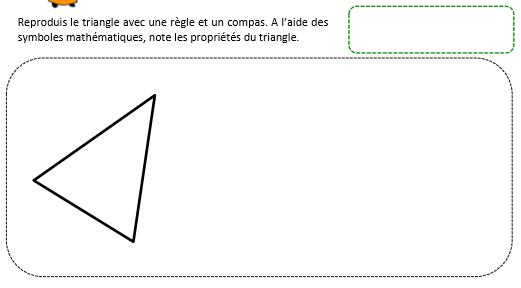 Reproduis le triangle avec une règle et un compas. A l’aide des
symboles mathématiques, note les propriétés du triangle.